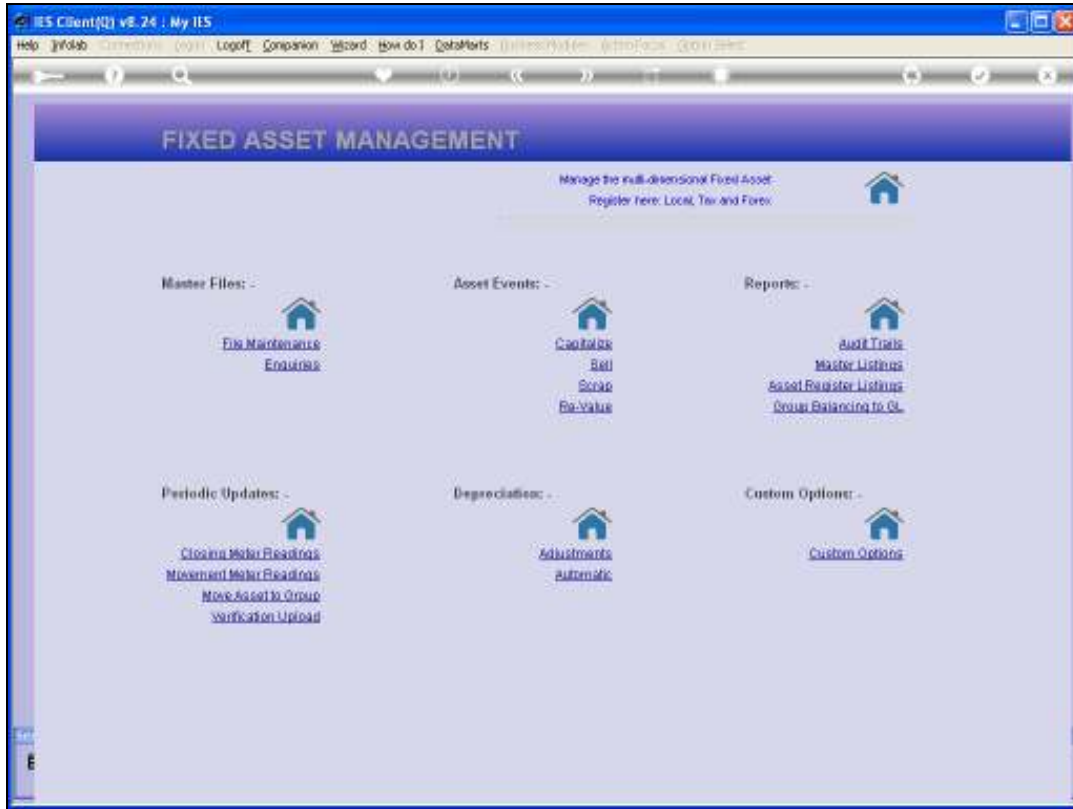 IES Client(Q) v8.24 : My IES
Help Infolab Connections Login Logoff Companion Wizard How do I DataMarts
FIXED ASSET MANAGEMENT
Manage the multi-dimensional Fixed Asset
Register here: Local, Tax and Forex
Master Files: -
File Maintenance
Enquiries
Asset Events: -
Capitalize
Sell
Scrap
Re-Value
Reports: -
Audit Trails
Master Listings
Asset Register Listings
Group Balancing to GL
Periodic Updates: -
Closing Meter Readings
Movement Meter Readings
Move Asset to Group
Verification Upload
Depreciation: -
Adjustments
Automatic
Custom Options: -
Custom Options